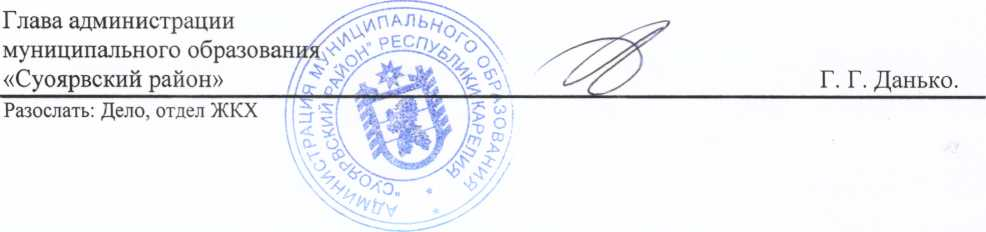 Глава администрации
муниципального образования
«Суоярвский район» Г. Г. Данько.
Разослать: Дело, отдел ЖКХ
АДМИНИСТРАЦИЯ МУНИЦИПАЛЬНОГО ОБРАЗОВАНИЯ
"СУОЯРВСКИЙ РАЙОН" РЕСПУБЛИКИ КАРЕЛИЯ